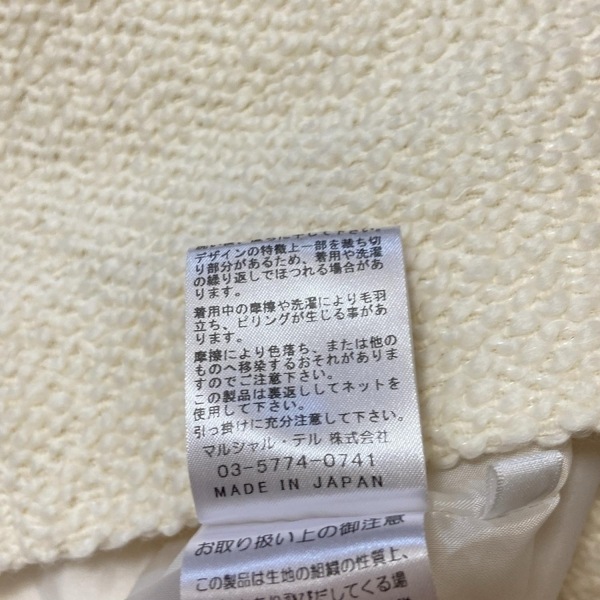 デザインの特徴上一部を裁ち切
り部分があるため、着用や洗濯
の繰り返しでほつれる場合があ
ります。
着用中の摩擦や洗濯により毛羽
立ち、ピリングが生じる事があ
ります。
摩擦により色落ち、または他の
ものへ移染するおそれがありま
すのでご注意下さい。
この製品は裏返ししてネットを
使用して下さい。
引っ掛けに充分注意して下さい。
マルシャル・テル 株式会社
03-5774-0741
MADE IN JAPAN
お取り扱い上の御注意
この製品は生地の組織の性質上、
飛びだしてくる場